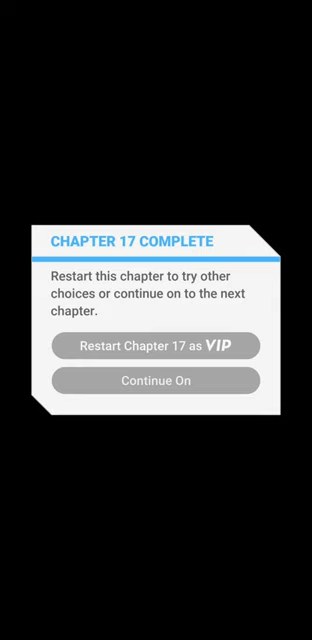 CHAPTER 17 COMPLETE
Restart this chapter to try other
choices or continue on to the next
chapter.
Restart Chapter 17 as VIP
Continue On